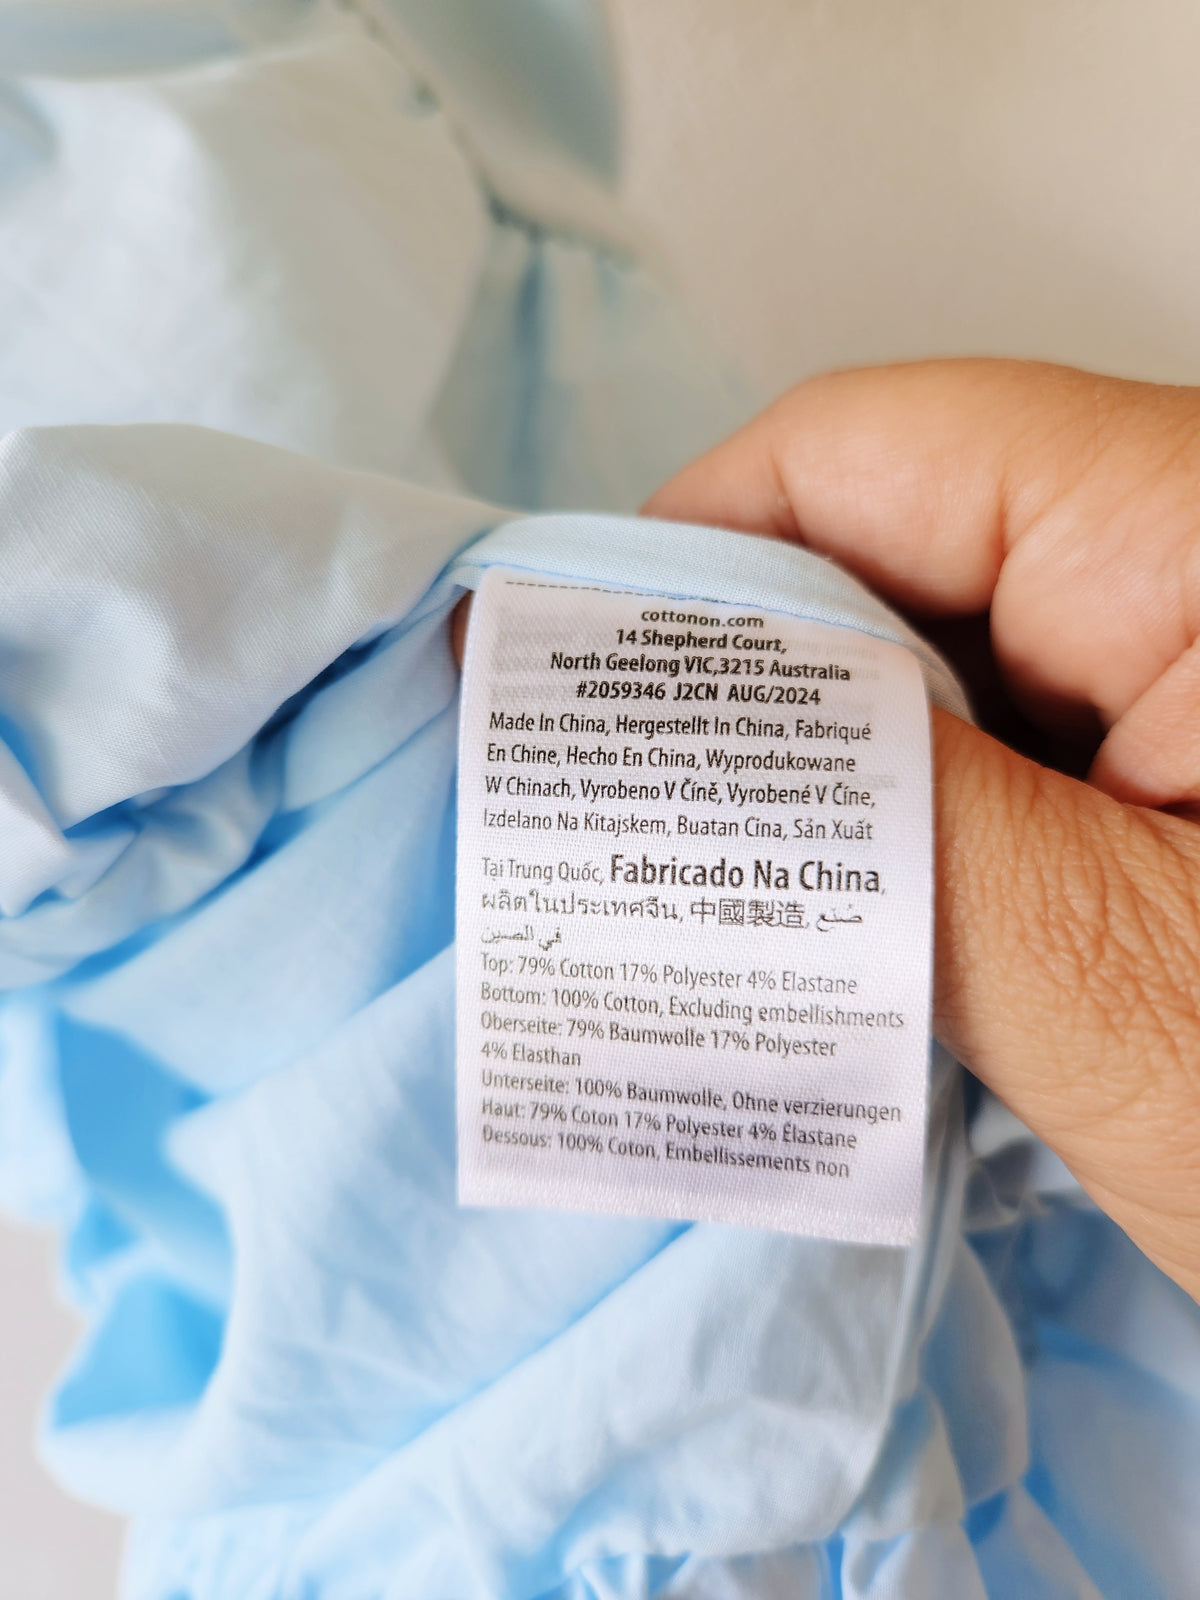 cottonon.com
14 Shepherd Court,
North Geelong VIC,3215 Australia
#2059346 J2CN AUG/2024
Made In China, Hergestellt In China, Fabriqué
En Chine, Hecho En China, Wyprodukowane
W Chinach, Vyrobeno V Číně, Vyrobené V Číne,
Izdelano Na Kitajskem, Buatan Cina, Sản Xuất
Tai Trung Quốc, Fabricado Na China,
ผลิตในประเทศจีน, 中國製造, صُنِع
في الصين
Top: 79% Cotton 17% Polyester 4% Elastane
Bottom: 100% Cotton, Excluding embellishments
Oberseite: 79% Baumwolle 17% Polyester
4% Elasthan
Unterseite: 100% Baumwolle, Ohne verzierungen
Haut: 79% Coton 17% Polyester 4% Élastane
Dessous: 100% Coton, Embellissements non